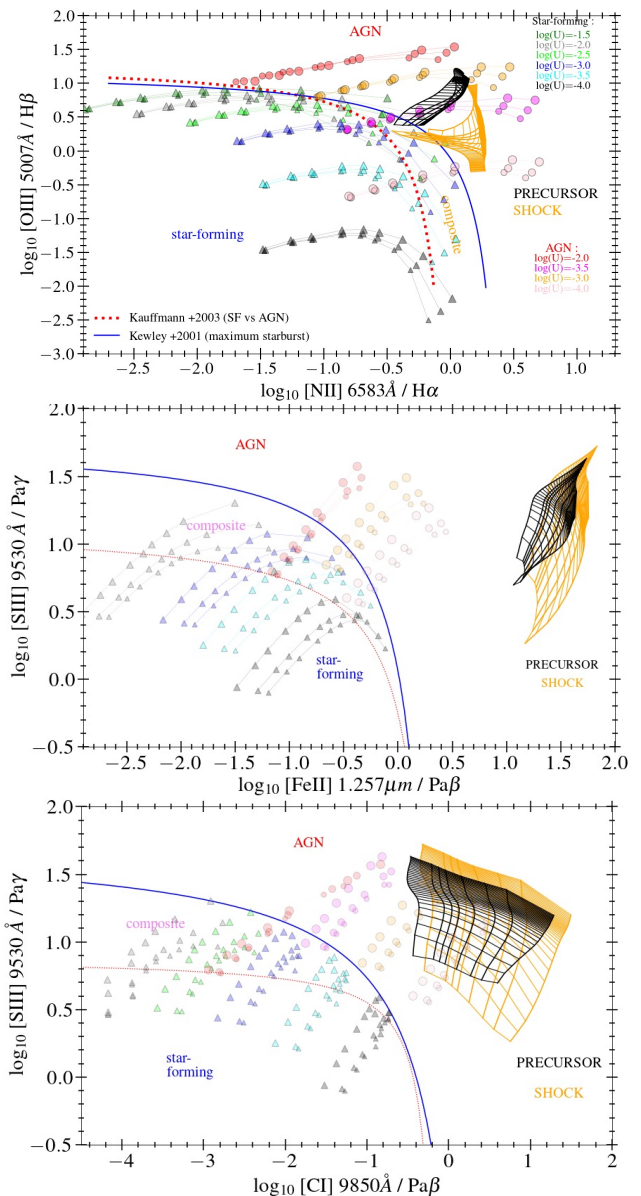 AGN
Star-forming :
log(U)=-1.5
log(U)=-2.0
log(U)=-2.5
log(U)=-3.0
log(U)=-3.5
log(U)=-4.0
PRECURSOR
SHOCK
star-forming
composite
AGN :
log(U)=-2.0
log(U)=-3.5
log(U)=-3.0
log(U)=-4.0
Kauffmann +2003 (SF vs AGN)
Kewley +2001 (maximum starburst)
2.0
1.5
1.0
0.5
0.0
−0.5
−1.0
−1.5
−2.0
−2.5
−3.0
log₁₀ [OIII] 5007Å / Hβ
−2.5 −2.0 −1.5 −1.0 −0.5 0.0 0.5 1.0
log₁₀ [NII] 6583Å / Hα
AGN
composite
star-
forming
PRECURSOR
SHOCK
2.0
1.5
1.0
0.5
0.0
−0.5
log₁₀ [SIII] 9530 Å / Paγ
−2.5 −2.0 −1.5 −1.0 −0.5 0.0 0.5 1.0 1.5 2.0
log₁₀ [FeII] 1.257μm / Paβ
AGN
composite
star-
forming
PRECURSOR
SHOCK
2.0
1.5
1.0
0.5
0.0
−0.5
log₁₀ [SIII] 9530 Å / Paγ
−4 −3 −2 −1 0 1 2
log₁₀ [CI] 9850Å / Paβ